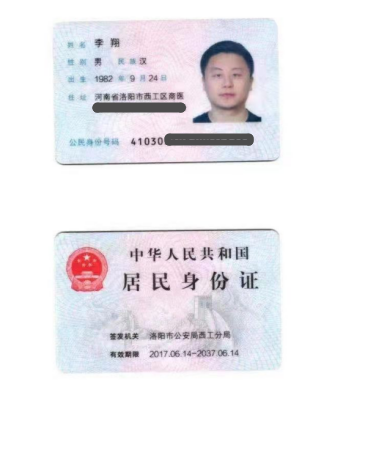 姓名 李翔
性别 男 民族 汉
出生 1982 年 9 月 24 日
住址 河南省洛阳市西工区商医
公民身份号码 41030
中华人民共和国
居民身份证
签发机关 洛阳市公安局西工分局
有效期限 2017.06.14-2037.06.14